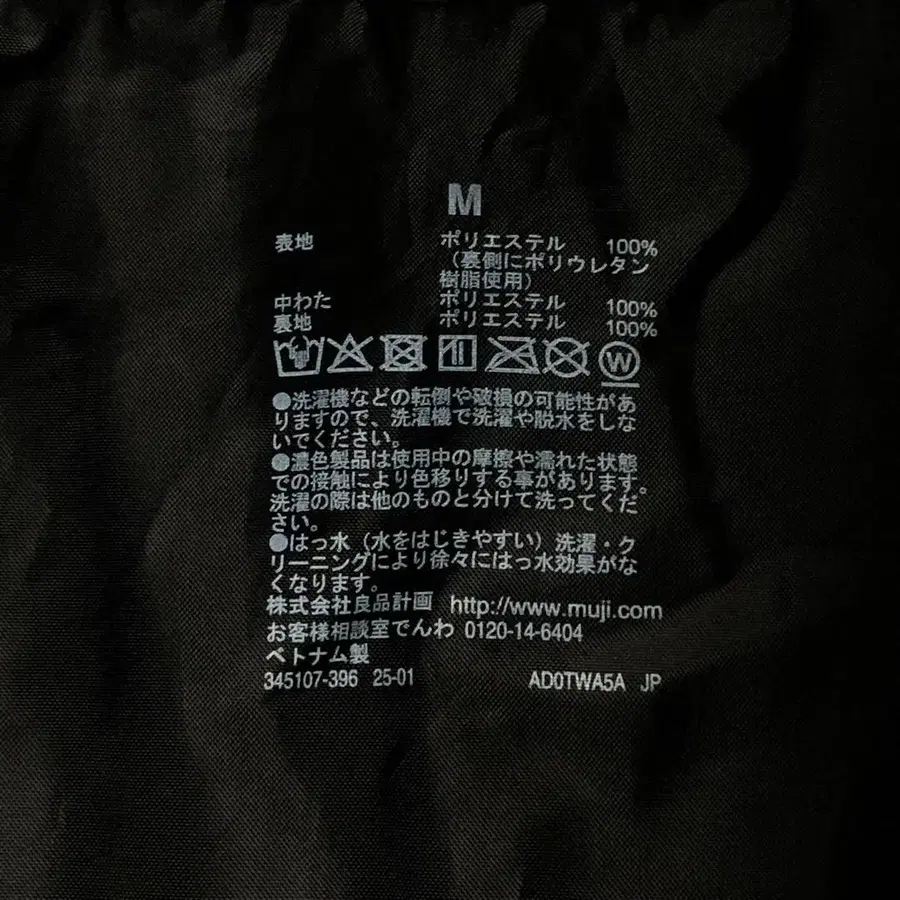 M
表地 ポリエステル 100%
(裏側にポリウレタン
樹脂使用)
中わた ポリエステル 100%
裏地 ポリエステル 100%
W
●洗濯機などの転倒や破損の可能性があ
りますので、洗濯機で洗濯や脱水をしな
いでください。
●濃色製品は使用中の摩擦や濡れた状態
での接触により色移りする事があります。
洗濯の際は他のものと分けて洗ってくだ
さい。
●はっ水(水をはじきやすい)洗濯・ク
リーニングにより徐々にはっ水効果がな
くなります。
株式会社良品計画 http://www.muji.com
お客様相談室でんわ 0120-14-6404
ベトナム製
345107-396 25-01 AD0TWA5A JP